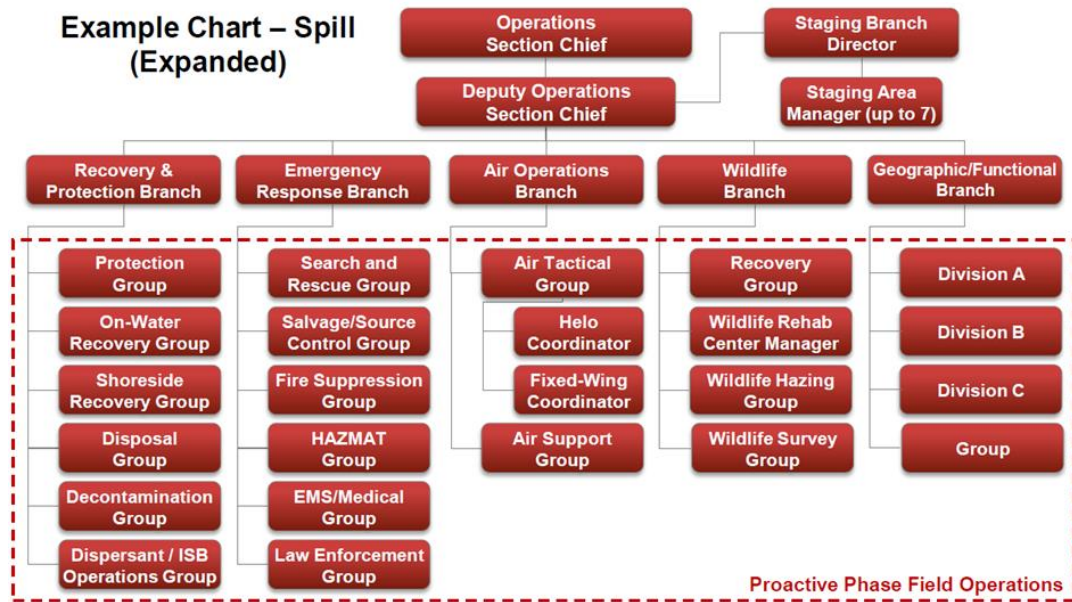 Example Chart – Spill
(Expanded)
Operations
Section Chief
Staging Branch
Director
Deputy Operations
Section Chief
Staging Area
Manager (up to 7)
Recovery &
Protection Branch
Emergency
Response Branch
Air Operations
Branch
Wildlife
Branch
Geographic/Functional
Branch
Protection
Group
On-Water
Recovery Group
Shoreside
Recovery Group
Disposal
Group
Decontamination
Group
Dispersant / ISB
Operations Group
Search and
Rescue Group
Salvage/Source
Control Group
Fire Suppression
Group
HAZMAT
Group
EMS/Medical
Group
Law Enforcement
Group
Air Tactical
Group
Helo
Coordinator
Fixed-Wing
Coordinator
Air Support
Group
Recovery
Group
Wildlife Rehab
Center Manager
Wildlife Hazing
Group
Wildlife Survey
Group
Division A
Division B
Division C
Group
Proactive Phase Field Operations